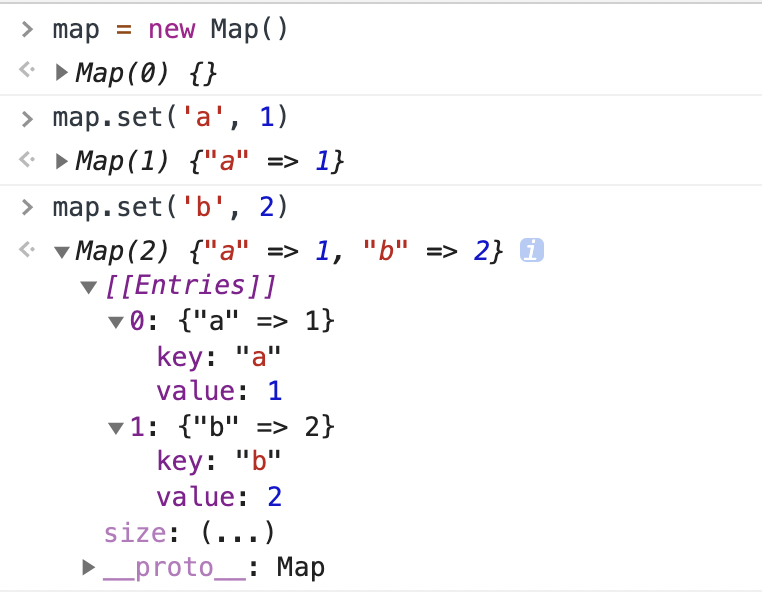 > map = new Map()
<· ▶Map(0) {}
> map.set('a', 1)
<· ▶Map(1) {"a" => 1}
> map.set('b', 2)
<· ▼Map(2) {"a" => 1, "b" => 2} i
▼[[Entries]]
▼0: {"a" => 1}
key: "a"
value: 1
▼1: {"b" => 2}
key: "b"
value: 2
size: (...)
▶__proto__: Map